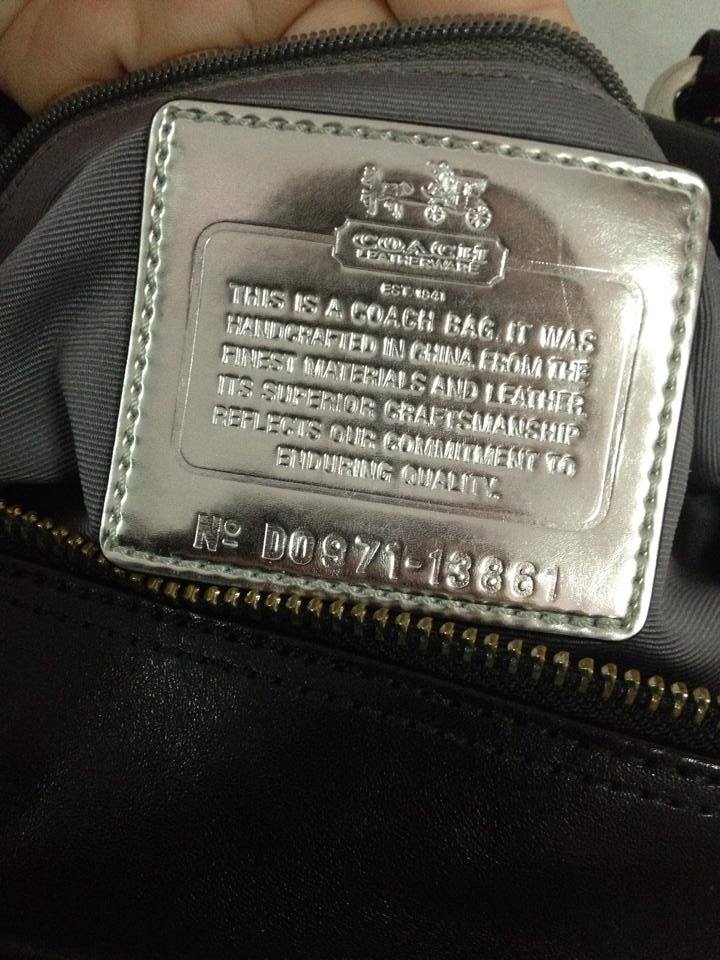 COACH
LEATHERWARE
EST. 1941
THIS IS A COACH BAG. IT WAS
HANDCRAFTED IN CHINA FROM THE
FINEST MATERIALS AND LEATHER.
ITS SUPERIOR CRAFTSMANSHIP
REFLECTS OUR COMMITMENT TO
ENDURING QUALITY.
Nº D0971-13861